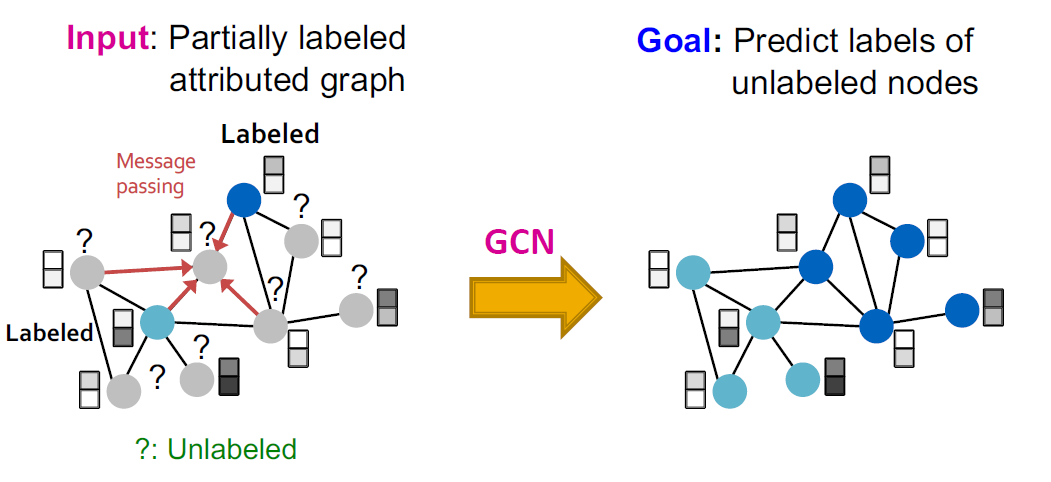 Input: Partially labeled
attributed graph
Goal: Predict labels of
unlabeled nodes
Labeled
Message
passing
?
?
?
?
?
Labeled
?
?
?: Unlabeled
GCN